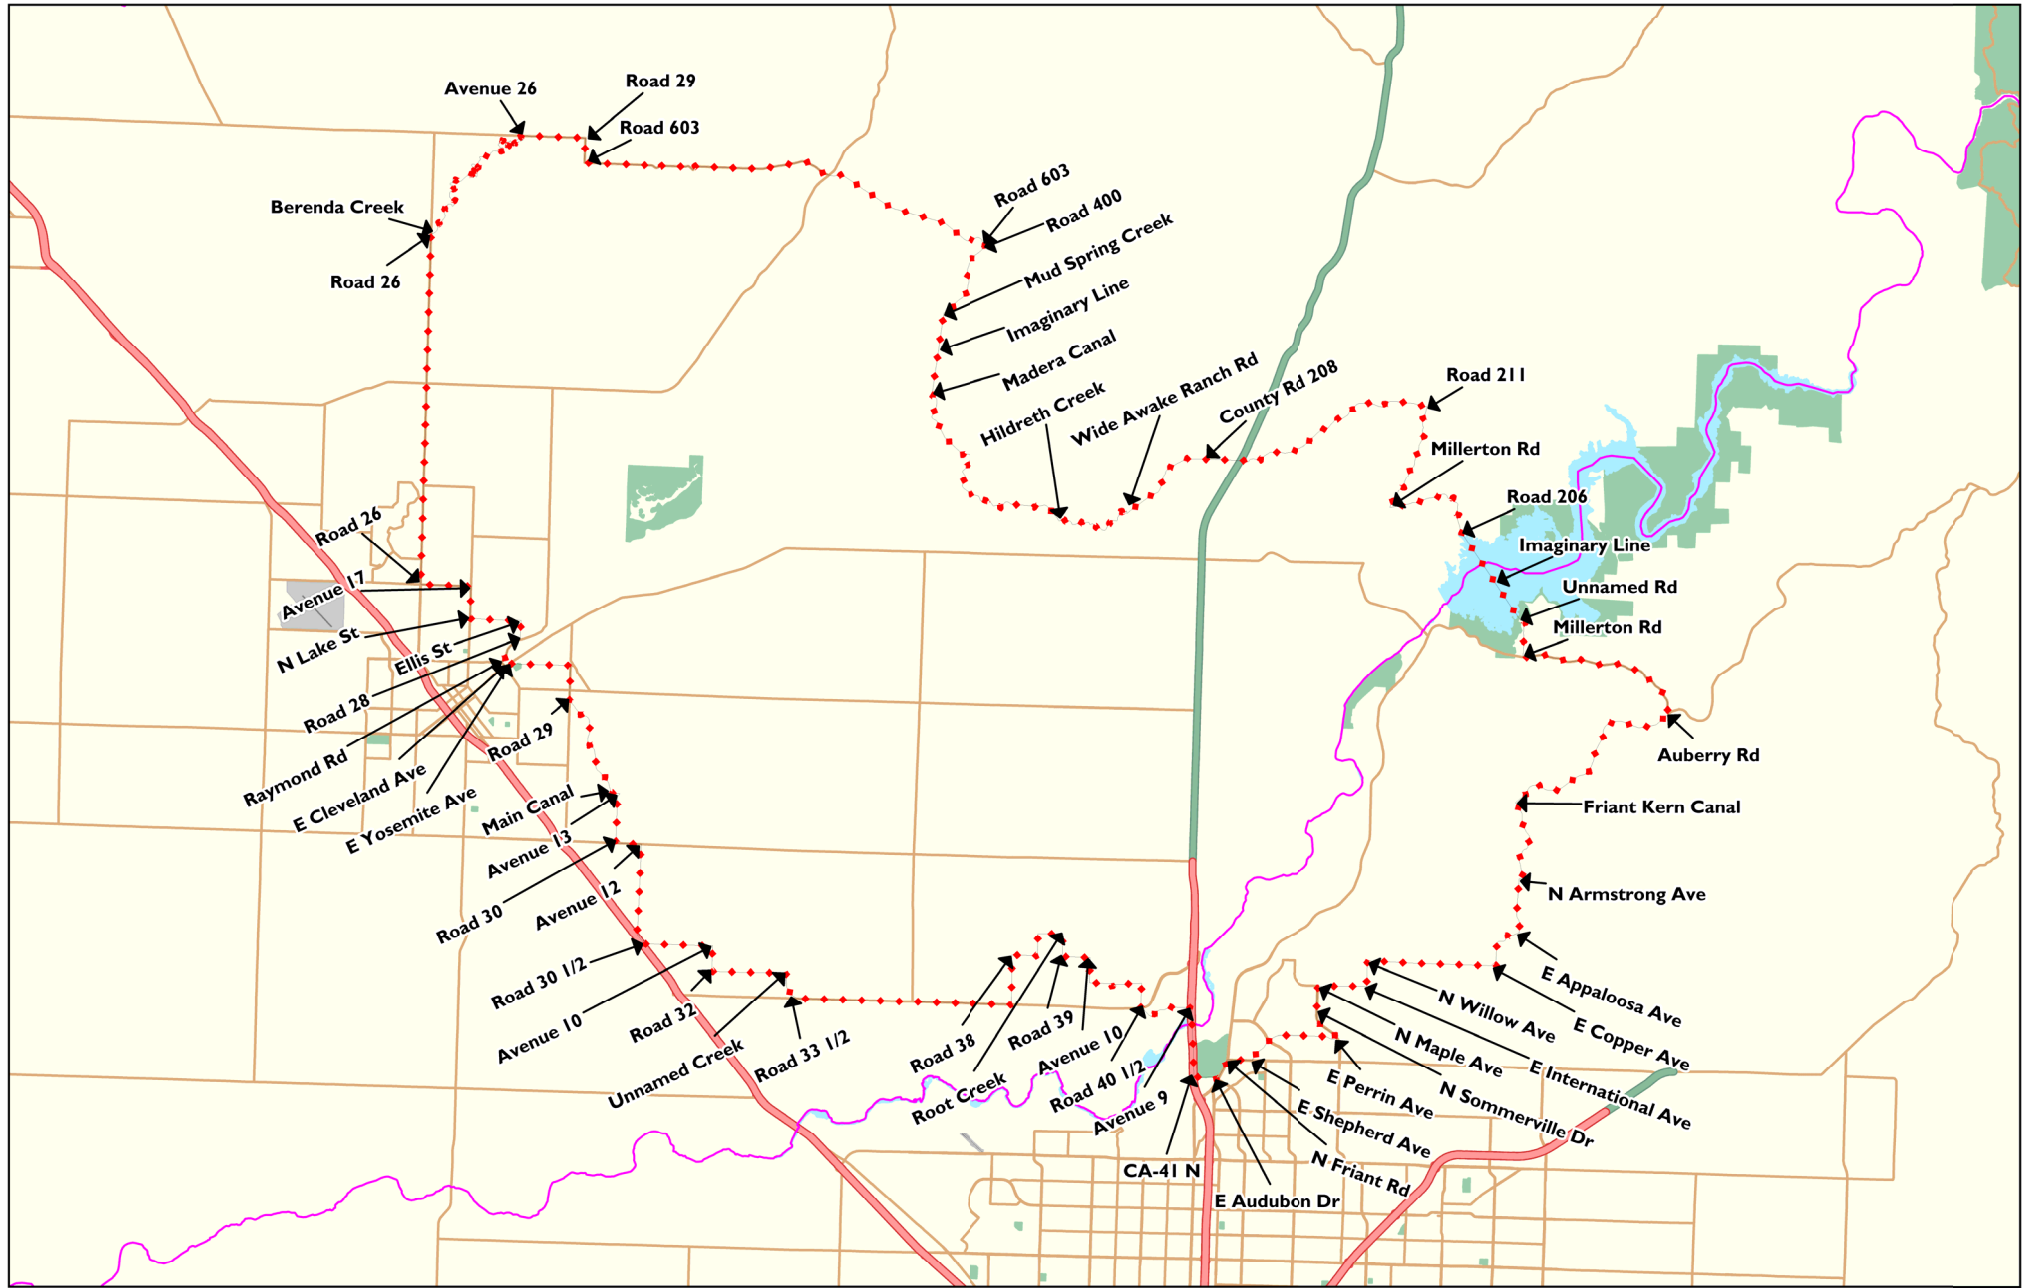 Road 29
Avenue 26
Road 603
Berenda Creek
Road 26
Road 603
Road 400
Mud Spring Creek
Imaginary Line
Madera Canal
Hildreth Creek
Wide Awake Ranch Rd
County Rd 208
Road 211
Millerton Rd
Road 206
Imaginary Line
Unnamed Rd
Millerton Rd
Auberry Rd
Friant Kern Canal
N Armstrong Ave
E Appaloosa Ave
E Copper Ave
N Willow Ave
E International Ave
N Maple Ave
N Sommerville Dr
E Perrin Ave
E Shepherd Ave
N Friant Rd
E Audubon Dr
CA-41 N
Avenue 9
Road 40 1/2
Avenue 10
Road 39
Root Creek
Road 38
Road 33 1/2
Unnamed Creek
Road 32
Avenue 10
Road 30 1/2
Avenue 12
Road 30
Avenue 13
Main Canal
Road 29
E Yosemite Ave
E Cleveland Ave
Raymond Rd
Road 28
Ellis St
N Lake St
Avenue 17
Road 26